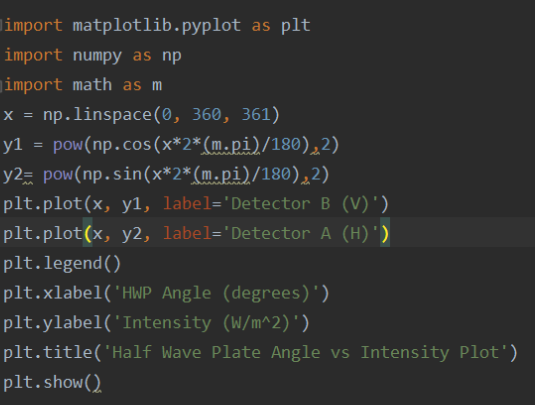 import matplotlib.pyplot as plt
import numpy as np
import math as m
x = np.linspace(0, 360, 361)
y1 = pow(np.cos(x*2*(m.pi)/180),2)
y2= pow(np.sin(x*2*(m.pi)/180),2)
plt.plot(x, y1, label='Detector B (V)')
plt.plot(x, y2, label='Detector A (H)')
plt.legend()
plt.xlabel('HWP Angle (degrees)')
plt.ylabel('Intensity (W/m^2)')
plt.title('Half Wave Plate Angle vs Intensity Plot')
plt.show()